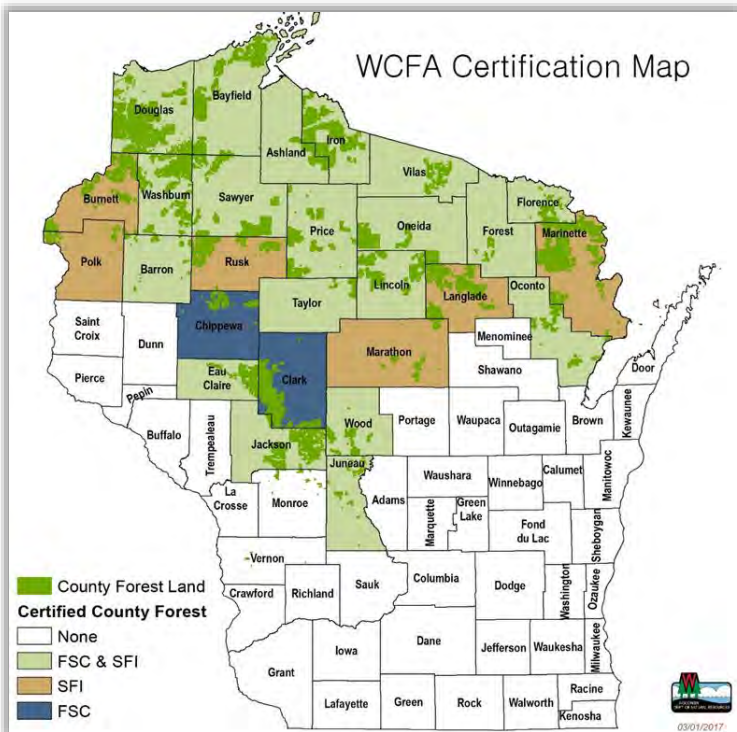 WCFA Certification Map
Douglas
Bayfield
Ashland
Iron
Vilas
Burnett
Washburn
Sawyer
Price
Oneida
Forest
Florence
Marinette
Polk
Barron
Rusk
Taylor
Lincoln
Langlade
Oconto
Saint
Croix
Dunn
Chippewa
Clark
Marathon
Menominee
Shawano
Door
Pierce
Pepin
Eau
Claire
Buffalo
Trempealeau
Jackson
Wood
Portage
Waupaca
Outagamie
Brown
Kewaunee
La
Crosse
Monroe
Juneau
Adams
Waushara
Marquette
Green
Lake
Winnebago
Calumet
Manitowoc
Fond
du Lac
Sheboygan
Vernon
Crawford
Richland
Sauk
Columbia
Dodge
Washington
Ozaukee
Grant
Iowa
Dane
Jefferson
Waukesha
Milwaukee
Lafayette
Green
Rock
Walworth
Racine
Kenosha
County Forest Land
Certified County Forest
None
FSC & SFI
SFI
FSC
W
WISCONSIN
DEPT. OF NATURAL RESOURCES
03/01/2017